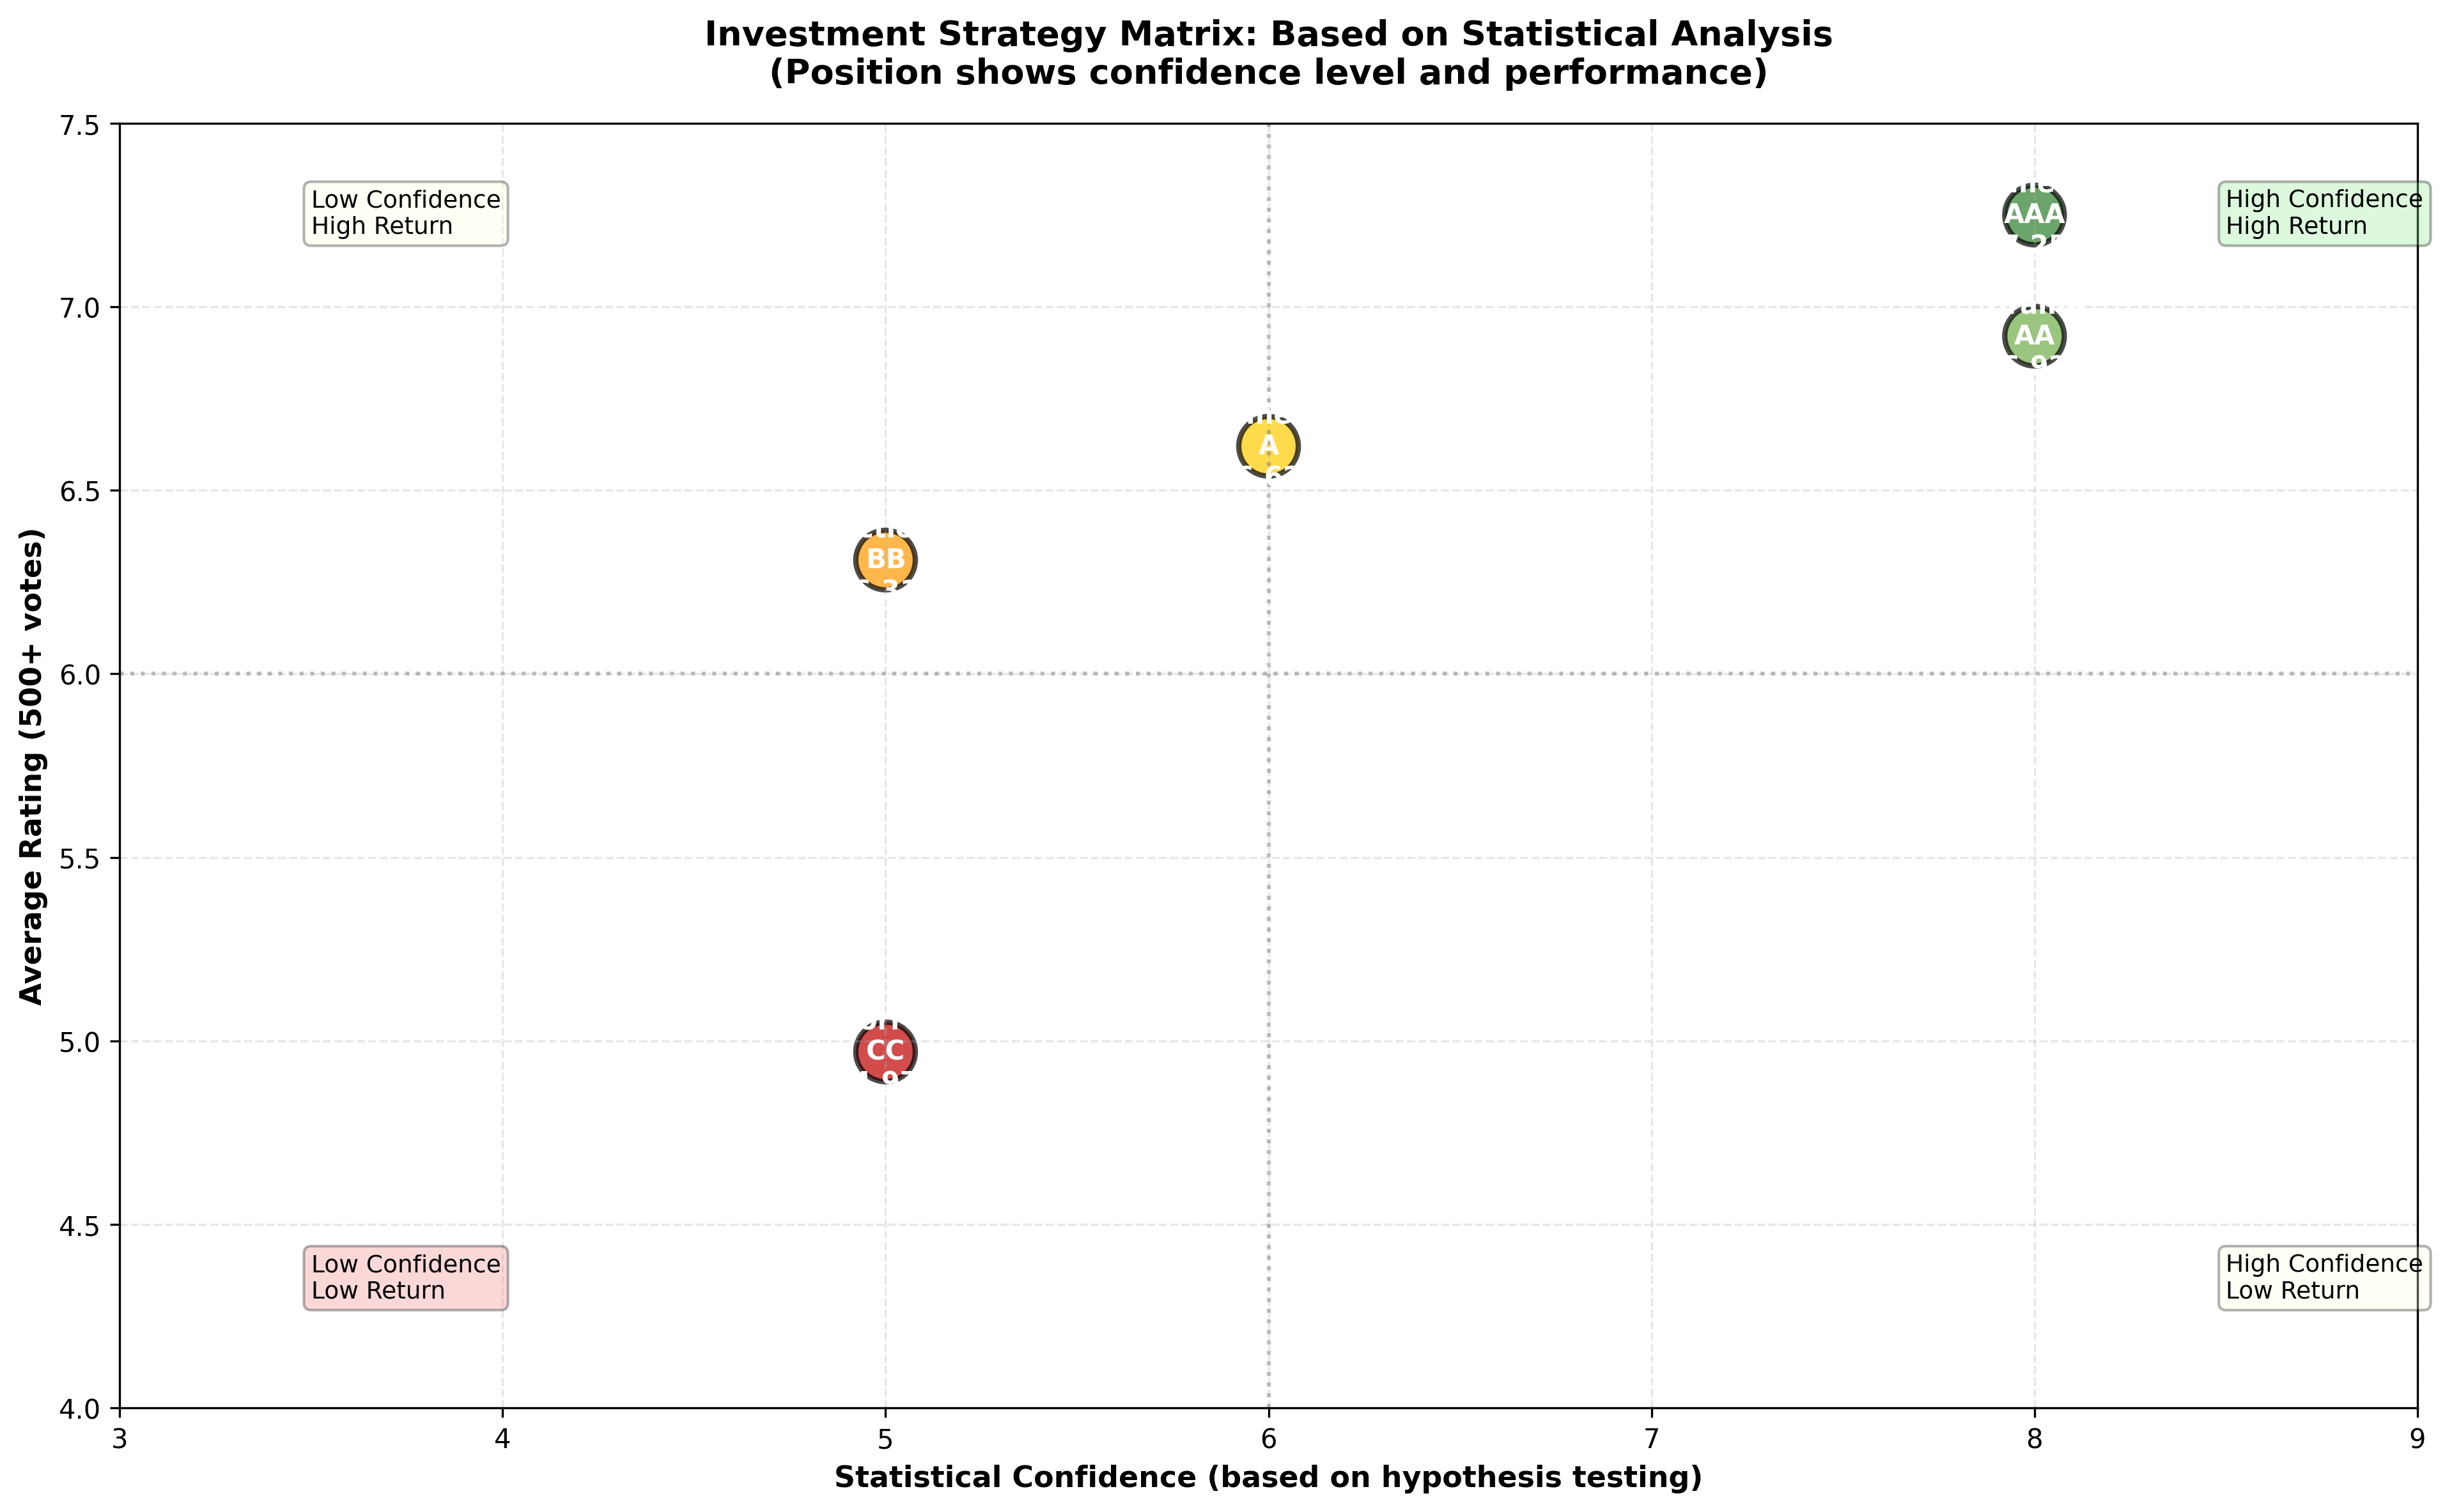 Investment Strategy Matrix: Based on Statistical Analysis
(Position shows confidence level and performance)
7.5
Low Confidence
High Return
AAA
High Confidence
High Return
7.0
AA
A
6.5
BB
6.0
Average Rating (500+ votes)
5.5
5.0
CC
4.5
Low Confidence
Low Return
High Confidence
Low Return
4.0
3
4
5
6
7
8
9
Statistical Confidence (based on hypothesis testing)